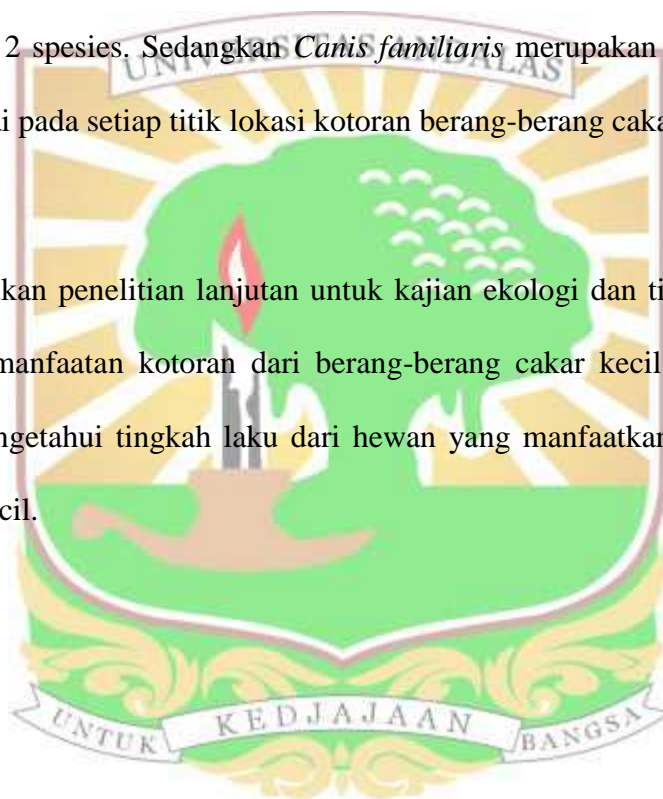 2 spesies. Sedangkan Canis familiaris merupakan
UNIVERSITAS ANDALAS
i pada setiap titik lokasi kotoran berang-berang caka
kan penelitian lanjutan untuk kajian ekologi dan ti
manfaatan kotoran dari berang-berang cakar kecil
ngetahui tingkah laku dari hewan yang manfaatkan
cil.
UNTUK KEDJAJAAN BANGSA